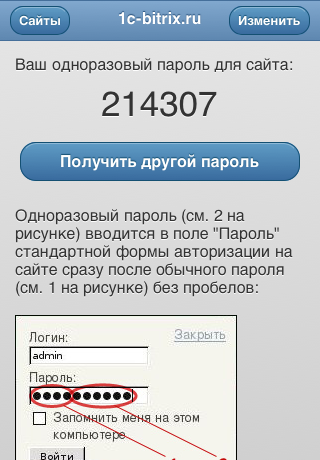 Сайты
1c-bitrix.ru
Изменить
Ваш одноразовый пароль для сайта:
214307
Получить другой пароль
Одноразовый пароль (см. 2 на
рисунке) вводится в поле "Пароль"
стандартной формы авторизации на
сайте сразу после обычного пароля
(см. 1 на рисунке) без пробелов:
Логин:
Закрыть
admin
Пароль:
Запомнить меня на этом
компьютере
Войти